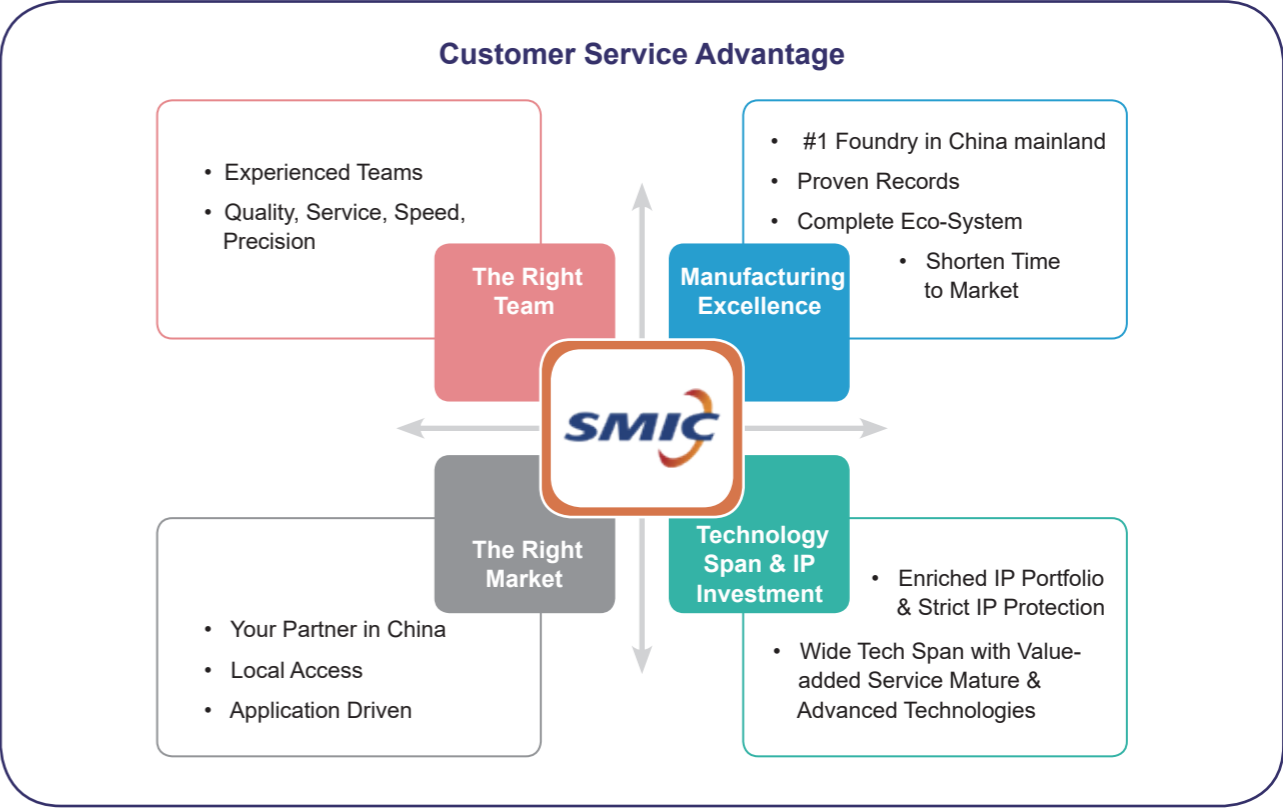 Customer Service Advantage
• Experienced Teams
• Quality, Service, Speed,
Precision
The Right
Team
• #1 Foundry in China mainland
• Proven Records
• Complete Eco-System
• Shorten Time
to Market
Manufacturing
Excellence
SMIC
The Right
Market
• Your Partner in China
• Local Access
• Application Driven
Technology
Span & IP
Investment
• Enriched IP Portfolio
& Strict IP Protection
• Wide Tech Span with Value-
added Service Mature &
Advanced Technologies